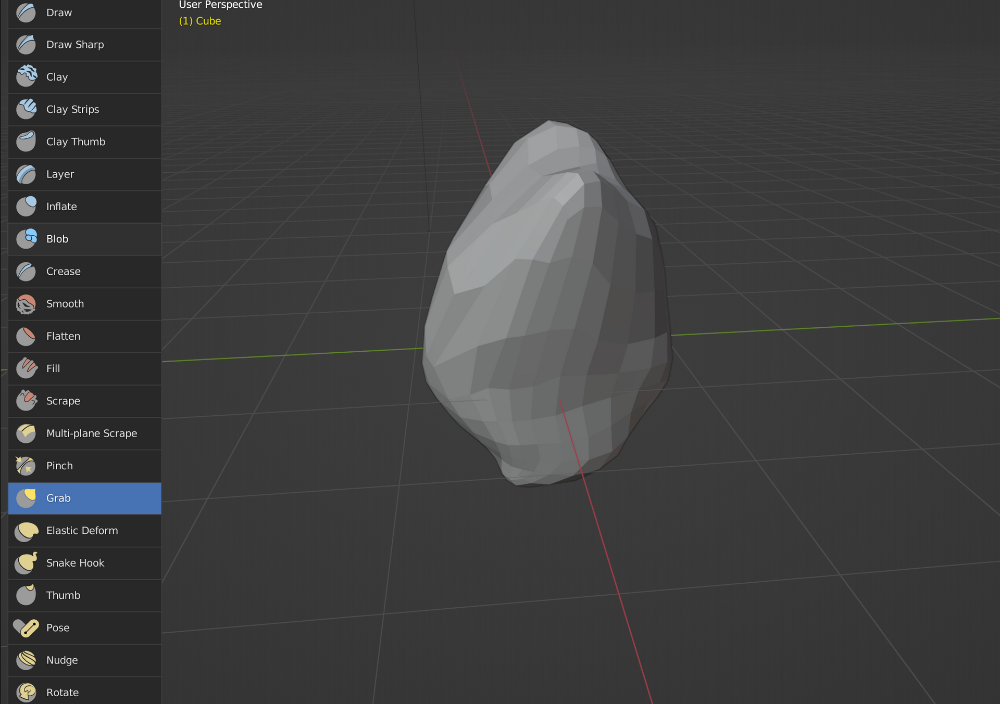 User Perspective
(1) Cube
Draw
Draw Sharp
Clay
Clay Strips
Clay Thumb
Layer
Inflate
Blob
Crease
Smooth
Flatten
Fill
Scrape
Multi-plane Scrape
Pinch
Grab
Elastic Deform
Snake Hook
Thumb
Pose
Nudge
Rotate